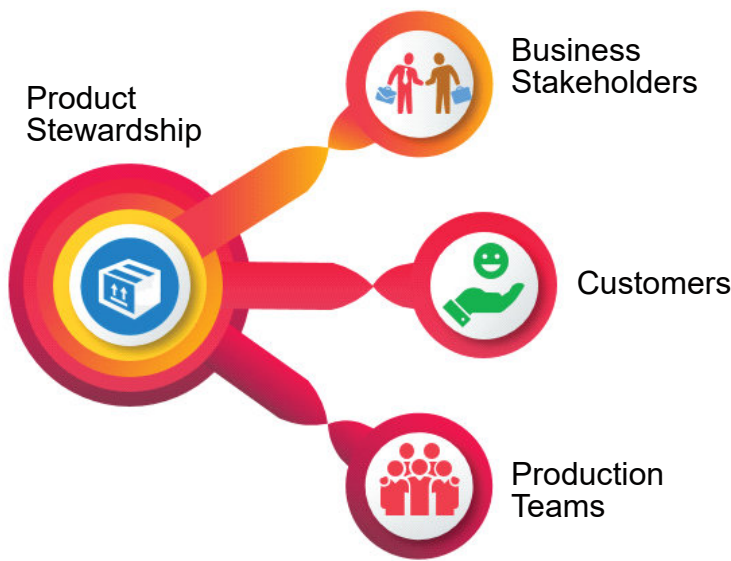 Product
Stewardship
Business
Stakeholders
Customers
Production
Teams